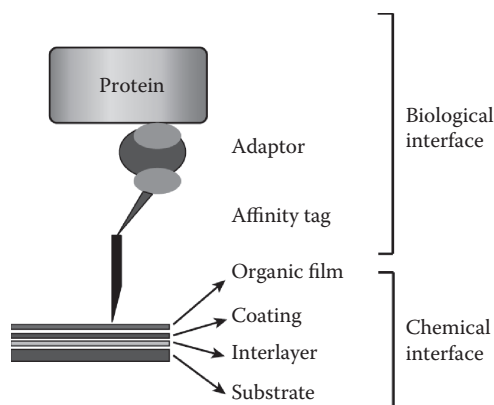 Protein
Adaptor
Affinity tag
Biological
interface
Organic film
Coating
Interlayer
Substrate
Chemical
interface